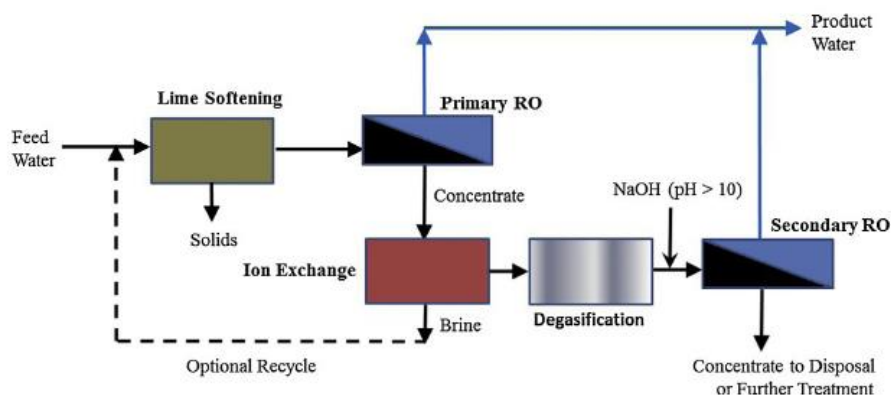 Product
Water
Lime Softening
Primary RO
Feed
Water
NaOH (pH > 10)
Concentrate
Solids
Secondary RO
Ion Exchange
Degasification
Brine
Optional Recycle
Concentrate to Disposal
or Further Treatment